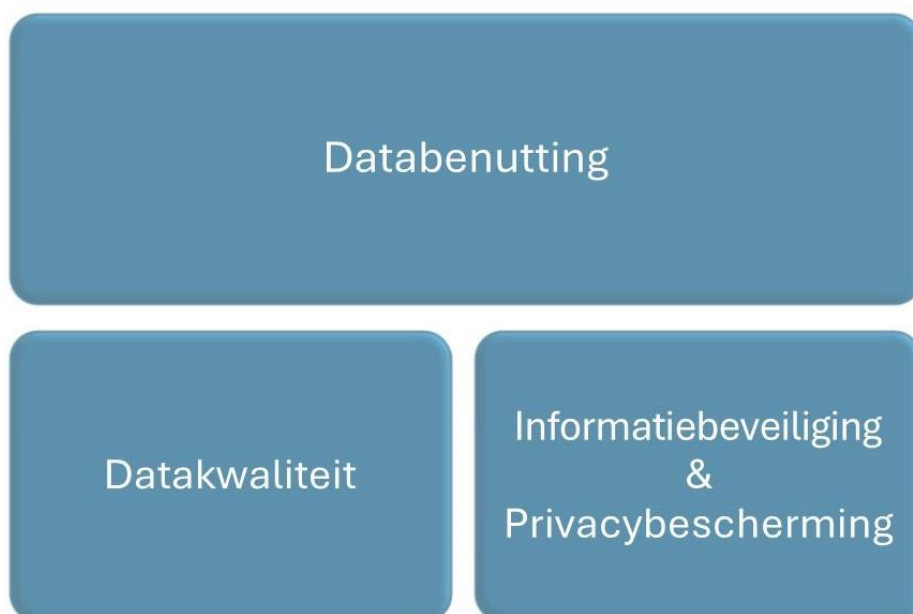 Databenutting
Datakwaliteit
Informatiebeveiliging
&
Privacybescherming